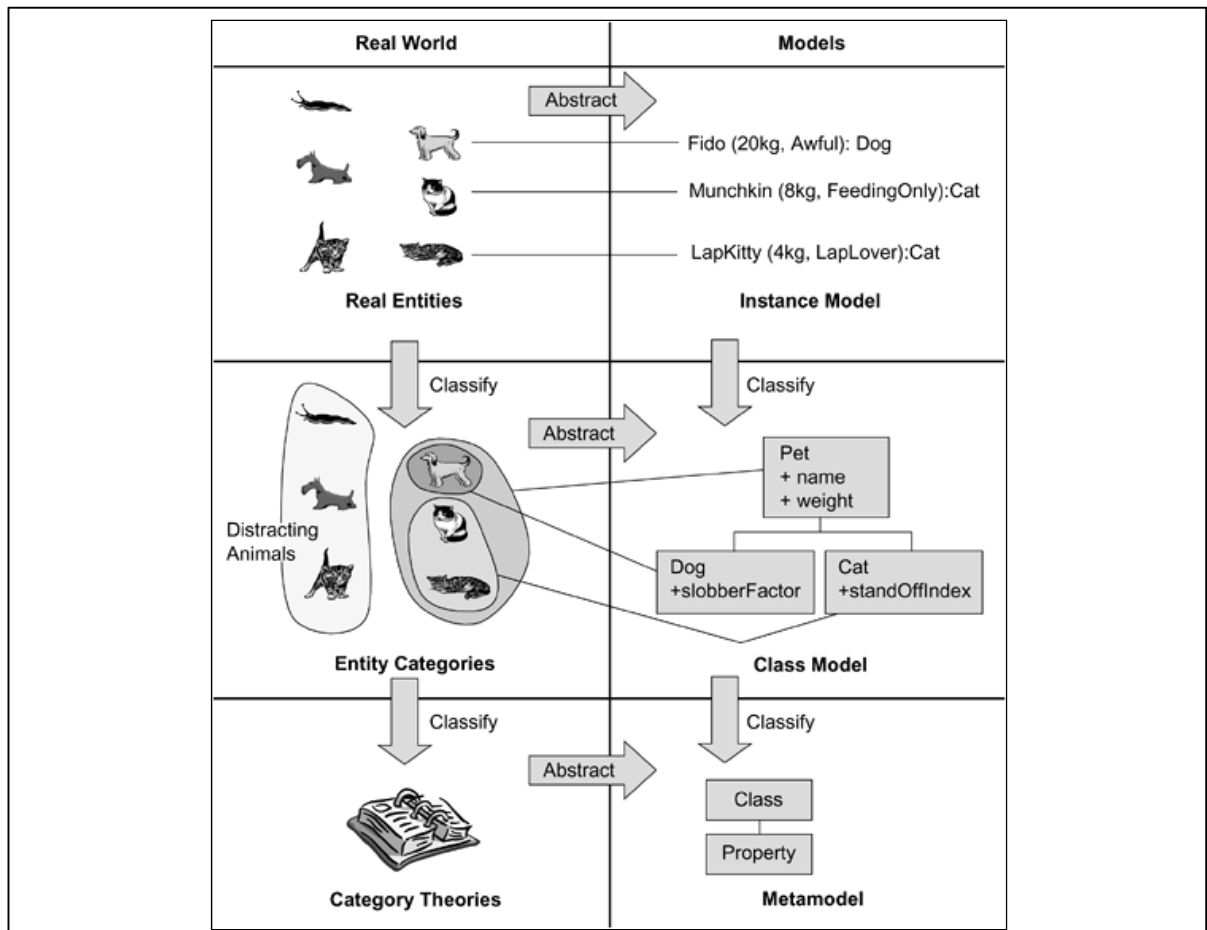 Real World
Models
Abstract
Fido (20kg, Awful): Dog
Munchkin (8kg, FeedingOnly):Cat
LapKitty (4kg, LapLover):Cat
Real Entities
Instance Model
Classify
Classify
Abstract
Pet
+ name
+ weight
Distracting
Animals
Dog
+slobberFactor
Cat
+standOffIndex
Entity Categories
Class Model
Classify
Classify
Abstract
Class
Property
Category Theories
Metamodel